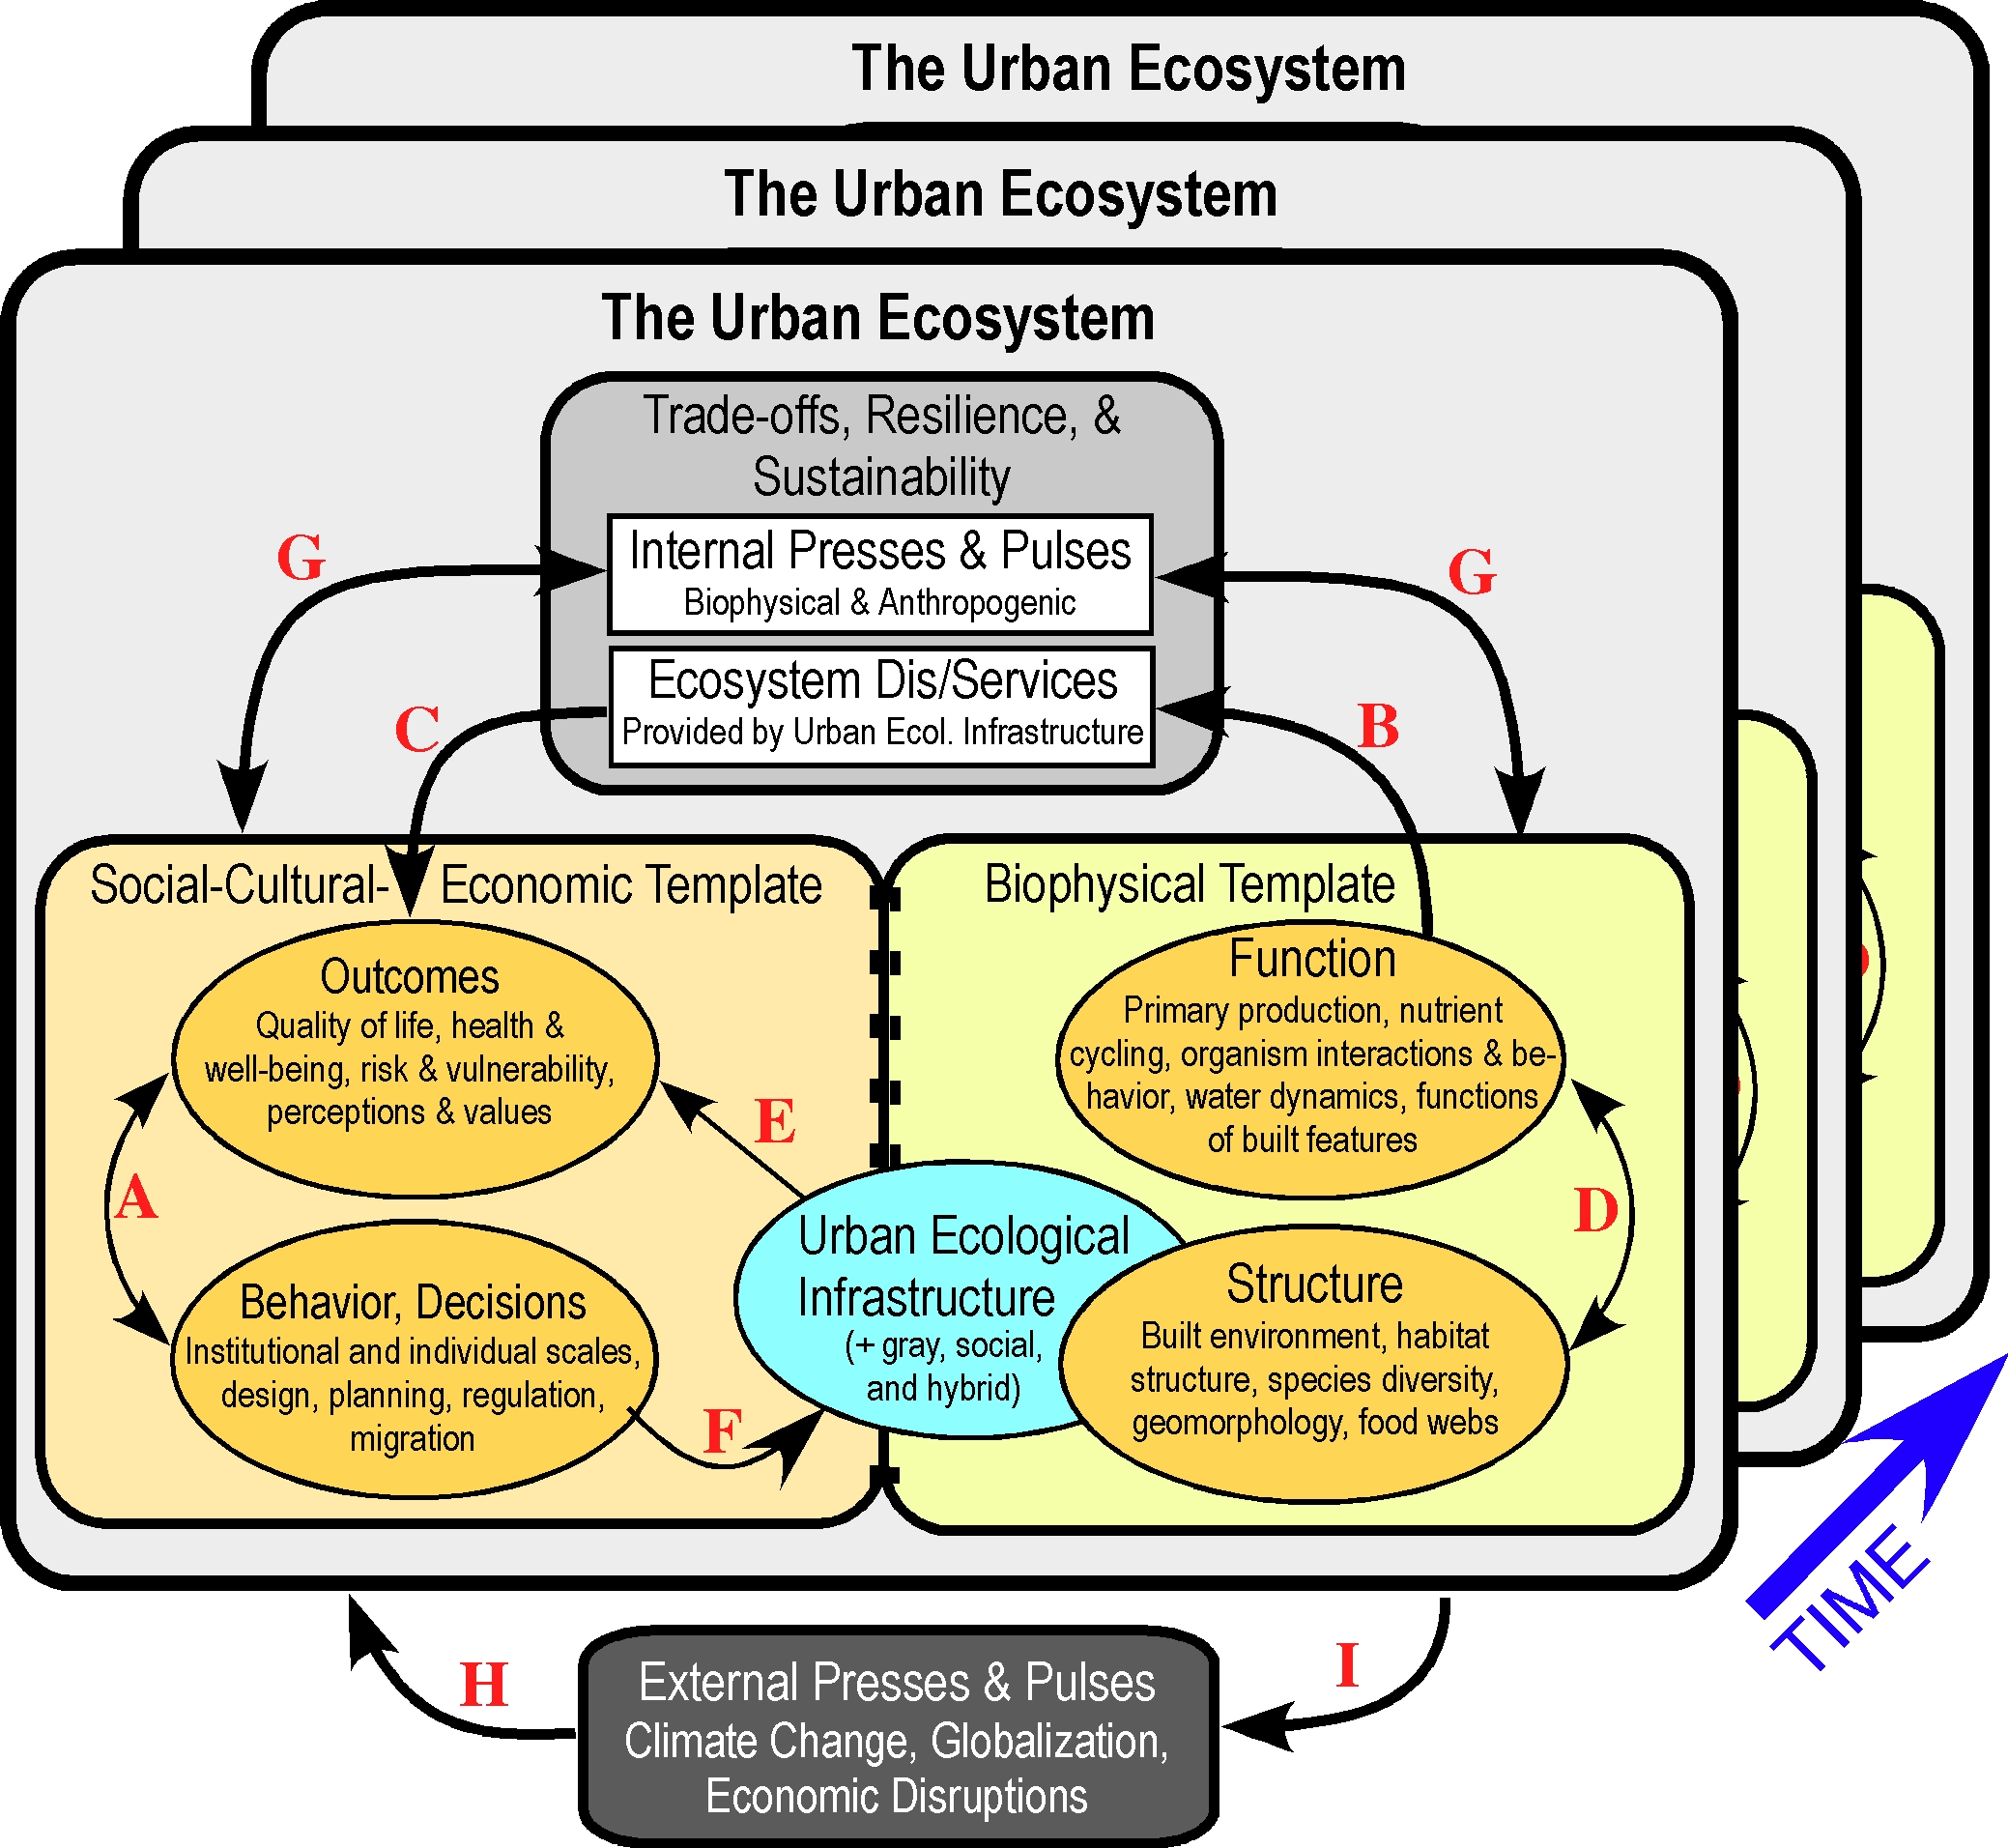 The Urban Ecosystem
The Urban Ecosystem
The Urban Ecosystem
Trade-offs, Resilience, &
Sustainability
Internal Presses & Pulses
Biophysical & Anthropogenic
Ecosystem Dis/Services
Provided by Urban Ecol. Infrastructure
G
G
C
B
Social-Cultural- Economic Template
Outcomes
Quality of life, health &
well-being, risk & vulnerability,
perceptions & values
A
E
Behavior, Decisions
Institutional and individual scales,
design, planning, regulation,
migration
F
Urban Ecological
Infrastructure
(+ gray, social,
and hybrid)
Biophysical Template
Function
Primary production, nutrient
cycling, organism interactions & be-
havior, water dynamics, functions
of built features
D
Structure
Built environment, habitat
structure, species diversity,
geomorphology, food webs
H
I
External Presses & Pulses
Climate Change, Globalization,
Economic Disruptions
TIME